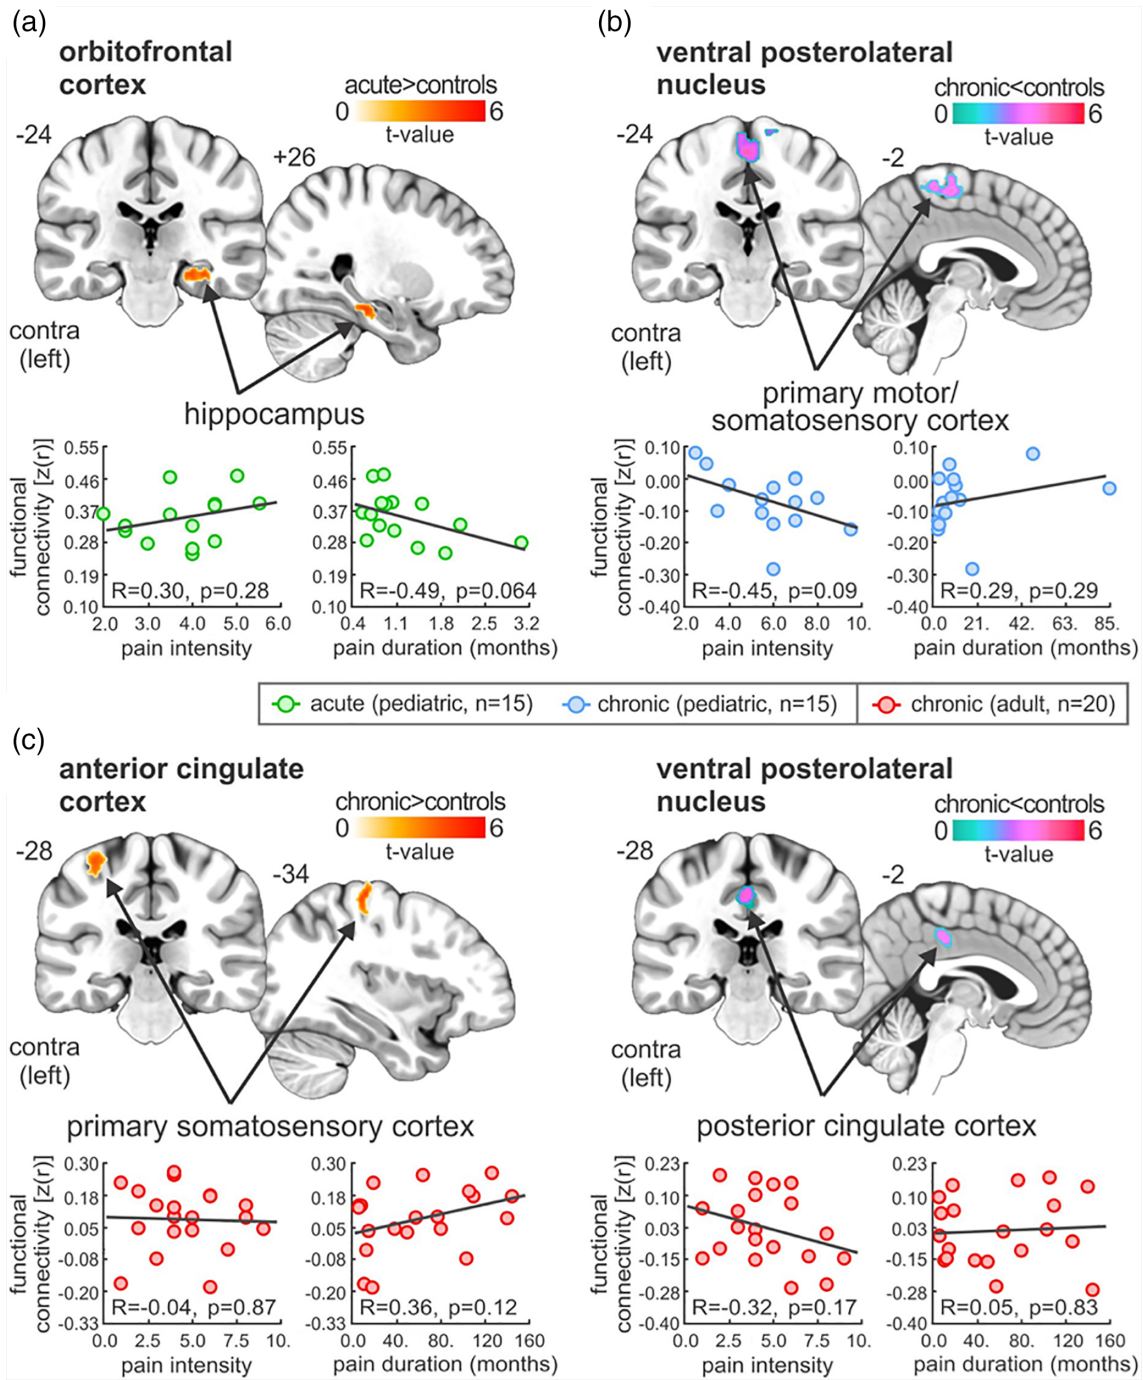 (a)
orbitofrontal
cortex
acute>controls
0 6
t-value
-24
+26
contra
(left)
hippocampus
functional
connectivity [z(r)]
0.55
0.46
0.37
0.28
0.19
0.10
R=0.30, p=0.28
2.0 3.0 4.0 5.0 6.0
pain intensity
0.55
0.46
0.37
0.28
0.19
0.10
R=-0.49, p=0.064
0.4 1.1 1.8 2.5 3.2
pain duration (months)
(b)
ventral posterolateral
nucleus
chronic<controls
0 6
t-value
-24
-2
contra
(left)
primary motor/
somatosensory cortex
functional
connectivity [z(r)]
0.10
0.00
-0.10
-0.20
-0.30
-0.40
R=-0.45, p=0.09
2.0 4.0 6.0 8.0 10.
pain intensity
0.10
0.00
-0.10
-0.20
-0.30
-0.40
R=0.29, p=0.29
0.0 21. 42. 63. 85.
pain duration (months)
acute (pediatric, n=15) chronic (pediatric, n=15) chronic (adult, n=20)
(c)
anterior cingulate
cortex
chronic>controls
0 6
t-value
-28
-34
contra
(left)
primary somatosensory cortex
functional
connectivity [z(r)]
0.30
0.18
0.05
-0.08
-0.20
-0.33
R=-0.04, p=0.87
0 2.5 5.0 7.5 10.
pain intensity
0.30
0.18
0.05
-0.08
-0.20
-0.33
R=0.36, p=0.12
0.0 40. 80. 120 160
pain duration (months)
ventral posterolateral
nucleus
chronic<controls
0 6
t-value
-28
-2
contra
(left)
posterior cingulate cortex
functional
connectivity [z(r)]
0.23
0.10
0.03
-0.15
-0.28
-0.40
R=-0.32, p=0.17
0.0 2.5 5.0 7.5 10.
pain intensity
0.23
0.10
0.03
-0.15
-0.28
-0.40
R=0.05, p=0.83
0.0 40. 80. 120 160
pain duration (months)